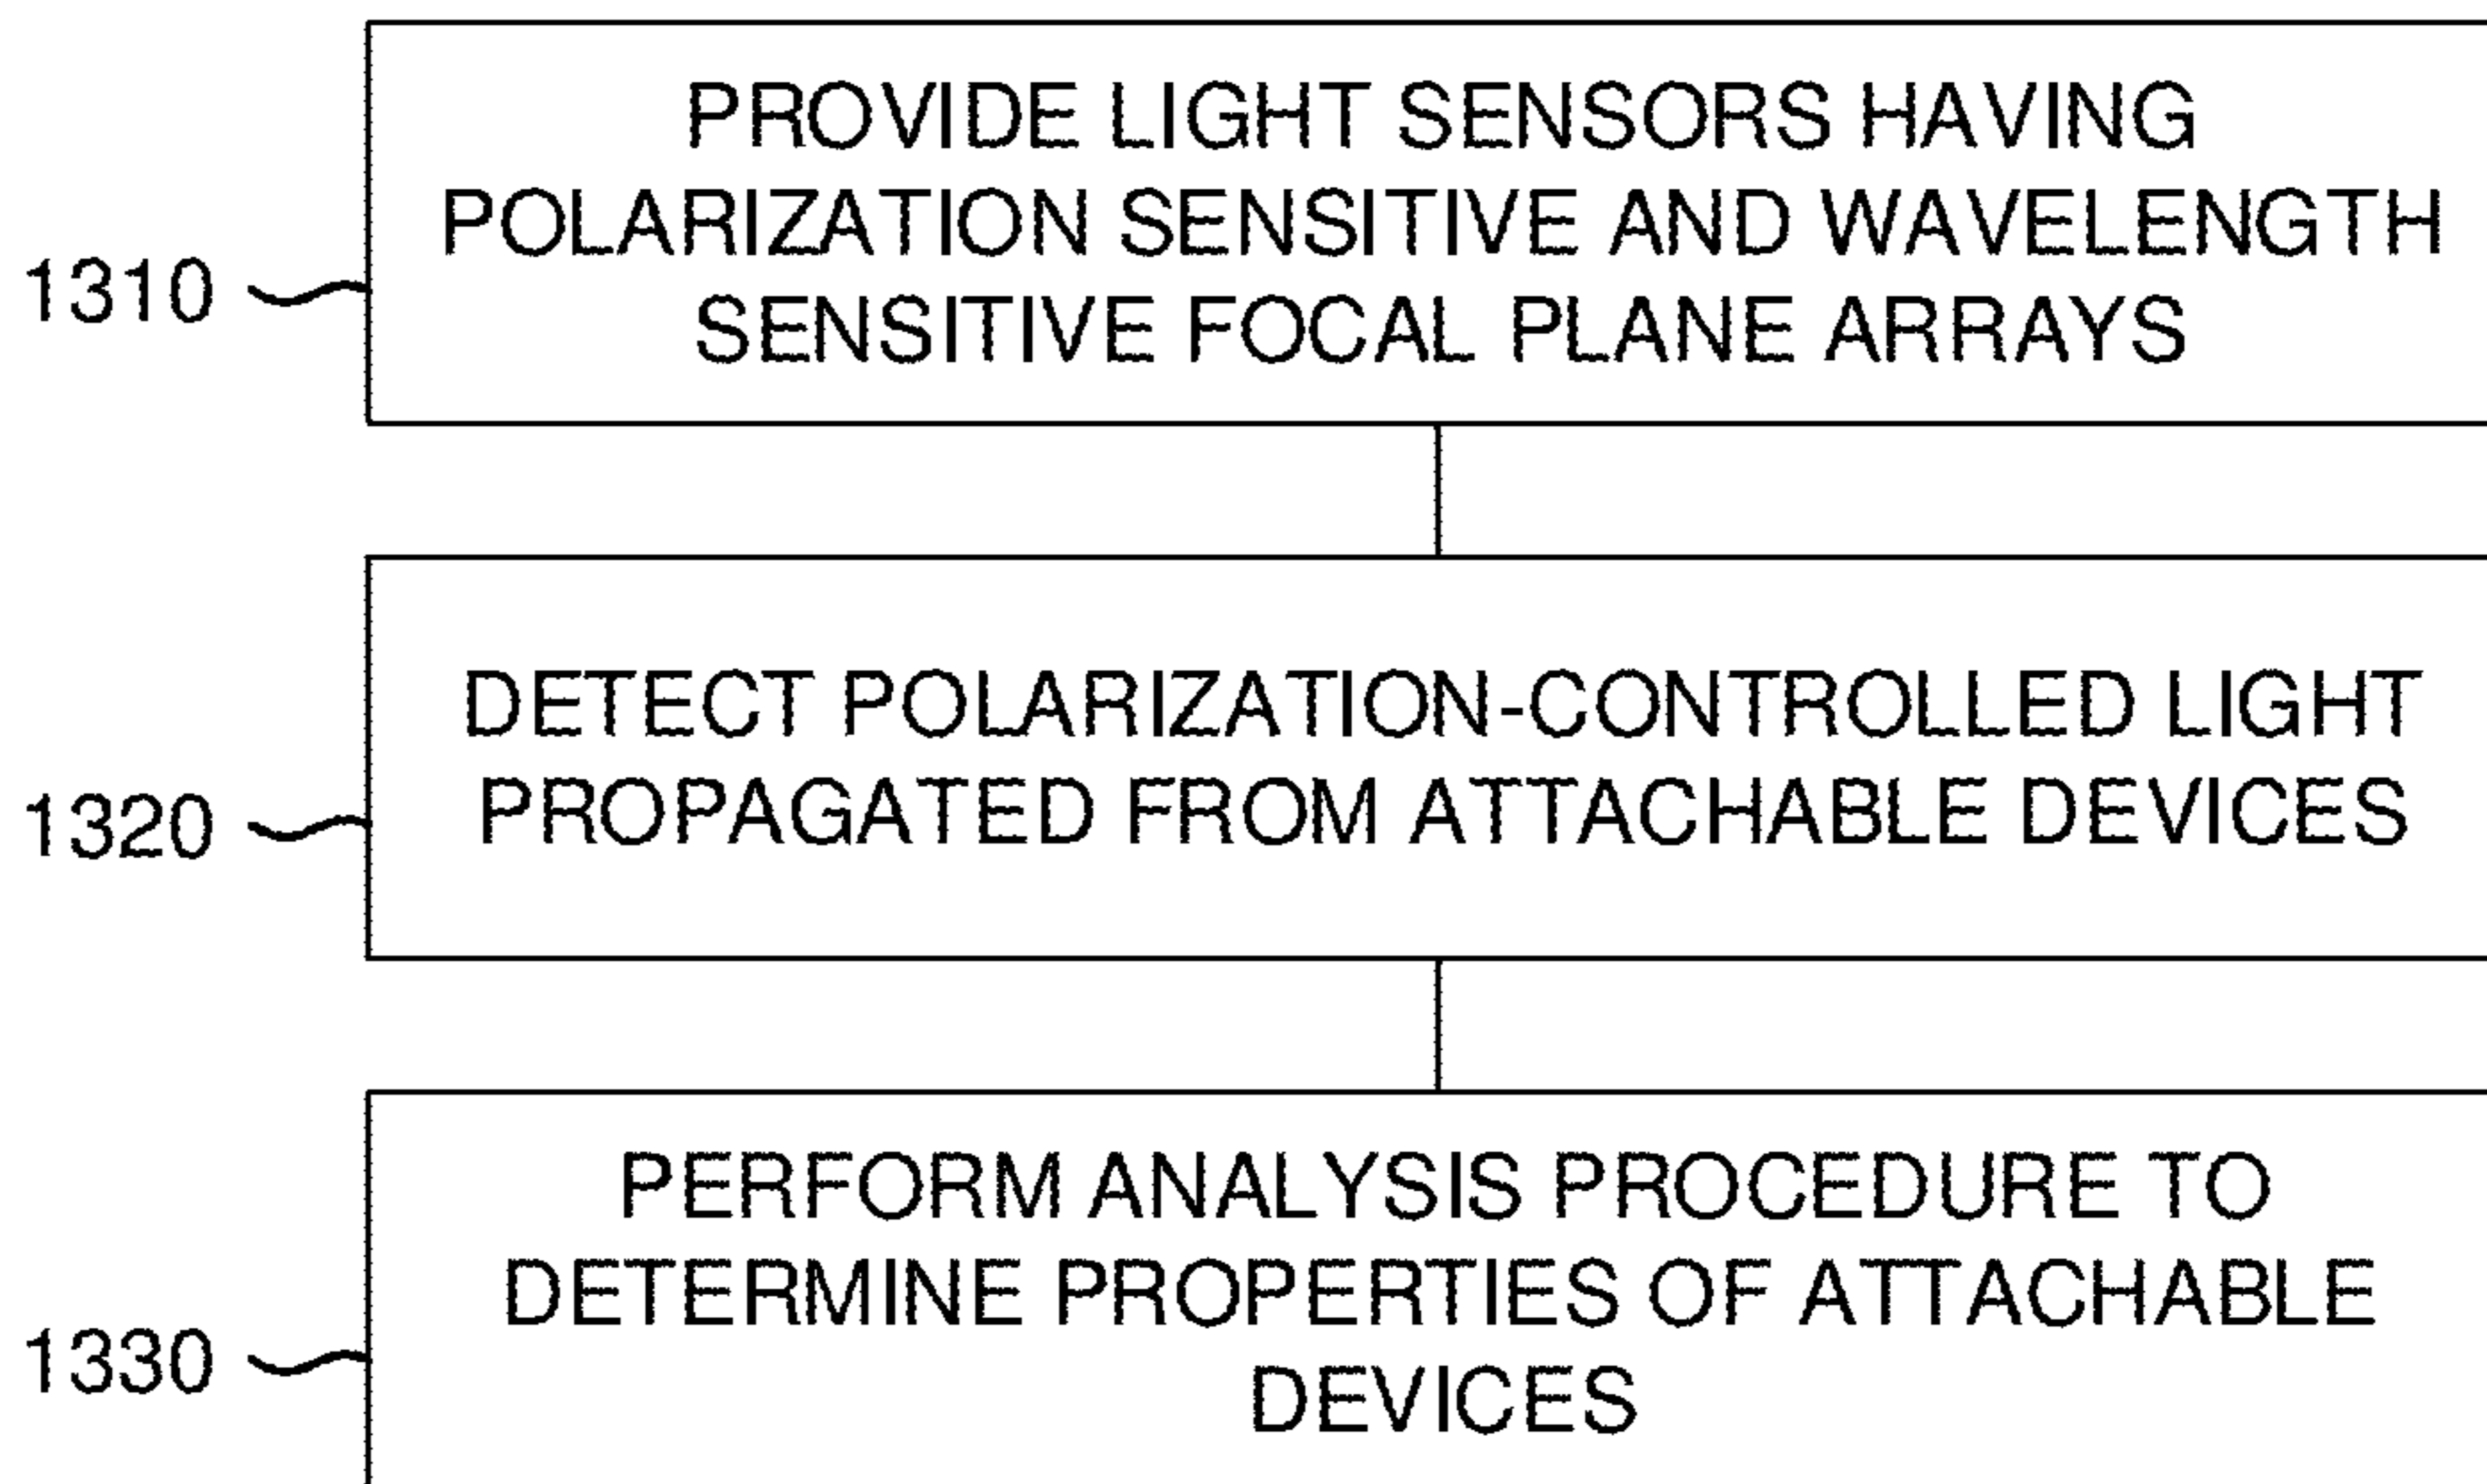 PROVIDE LIGHT SENSORS HAVING
POLARIZATION SENSITIVE AND WAVELENGTH
1310
SENSITIVE FOCAL PLANE ARRAYS
DETECT POLARIZATION-CONTROLLED LIGHT
PROPAGATED FROM ATTACHABLE DEVICES
1320
PERFORM ANALYSIS PROCEDURE TO
DETERMINE PROPERTIES OF ATTACHABLE
1330
DEVICES